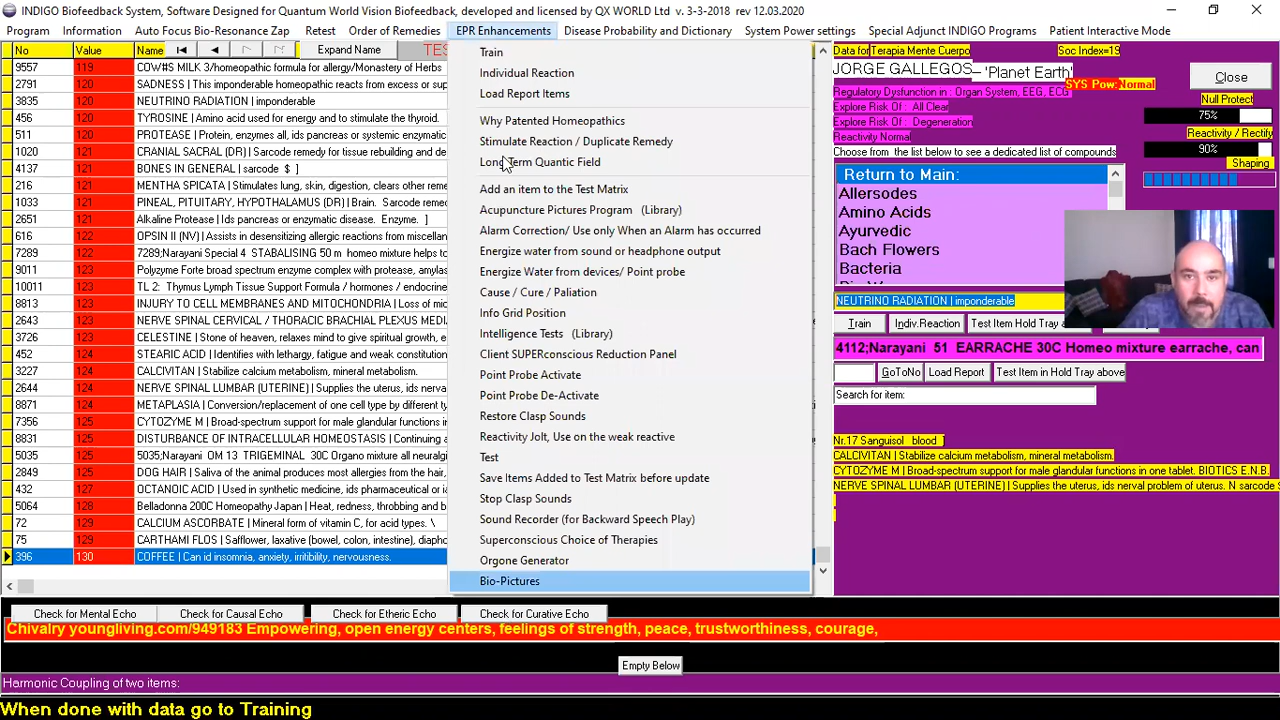 INDIGO Biofeedback System, Software Designed for Quantum World Vision Biofeedback, developed and licensed by QX WORLD Ltd v. 3-3-2018 rev 12.03.2020
Program Information Auto Focus Bio-Resonance Zap Retest Order of Remedies EPR Enhancements Disease Probability and Dictionary System Power settings Special Adjunct INDIGO Programs Patient Interactive Mode
No Value Name Expand Name
9557 119 COW#S MILK 3/homeopathic formula for allergy/Monastery of Herbs
2791 120 SADNESS | This homeopathic reacts from excess or sup
3835 120 NEUTRINO RADIATION | imponderable
456 120 TYROSINE | Amino acid used for energy and to stimulate the thyroid.
511 120 PROTEASE | Protein, enzymes all, ids pancreas or systemic enzymatic
1020 121 CRANIAL SACRAL (DR) | Sarcode remedy for tissue rebuilding and de
4137 121 BONES IN GENERAL | sarcode $ ]
216 121 MENTHA SPICATA | Stimulates lung, skin, digestion, clears other reme
1033 121 PINEAL, PITUITARY, HYPOTHALAMUS (DR) | Brain. Sarcode remedy
2651 121 Alkaline Protease | Ids pancreas or enzymatic disease. Enzyme. ]
616 122 OPSIN II (NV) | Assists in desensitizing allergic reactions from miscellan
7289 122 7289;Narayani Special 4 STABALISING 50 m homeo mixture helps to
9011 123 Polyzyme Forte broad spectrum enzyme complex with protease, amylas
10011 123 TL 2: Thymus Lymph Tissue Support Formula / hormones / endocrine
8813 123 INJURY TO CELL MEMBRANES AND MITOCHONDRIA | Loss of mic
2643 123 NERVE SPINAL CERVICAL / THORACIC BRACHIAL PLEXUS MEDI
3726 123 CELESTINE | Stone of heaven, relaxes mind to give spiritual growth, e
452 123 STEARIC ACID | Identifies with lethargy, fatigue and weak conditions.
3227 124 CALCIVITAN | Stabilize calcium metabolism, mineral metabolism.
2644 124 NERVE SPINAL LUMBAR (UTERINE) | Supplies the uterus, ids nerval
8871 124 METAPLASIA | Conversion/replacement of one cell type by different ty
7356 124 CYTOZYME M | Broad-spectrum support for male glandular functions i
8831 124 DISTURBANCE OF INTRACELLULAR HOMEOSTASIS | Continuing a
5035 124 5035;Narayani OM 13 TRIGEMINAL 30C Organo mixture all neuralgi
2849 125 DOG HAIR | Saliva of the animal produces most allergies from the hair,
432 127 OCTANOIC ACID | Used in synthetic medicine, ids pharmaceutical or ia
5064 128 Belladonna 200C Homeopathy Japan | Heat, redness, throbbing and b
72 129 CALCIUM ASCORBATE | Mineral form of vitamin C, for acid types. \
75 129 CARTHAMI FLOS | Safflower, laxative (bowel, colon, intestine), diapho
396 130 COFFEE | Can id insomnia, anxiety, irritibility, nervousness.
Train
Individual Reaction
Load Report Items
Why Patented Homeopathics
Stimulate Reaction / Duplicate Remedy
Long Term Quantic Field
Add an item to the Test Matrix
Acupuncture Pictures Program (Library)
Alarm Correction/ Use only When an Alarm has occurred
Energize water from sound or headphone output
Energize Water from devices/ Point probe
Cause / Cure / Paliation
Info Grid Position
Intelligence Tests (Library)
Client SUPERconscious Reduction Panel
Point Probe Activate
Point Probe De-Activate
Restore Clasp Sounds
Reactivity Jolt, Use on the weak reactive
Test
Save Items Added to Test Matrix before update
Stop Clasp Sounds
Sound Recorder (for Backward Speech Play)
Superconscious Choice of Therapies
Orgone Generator
Bio-Pictures
Data for Terapia Mente Cuerpo Soc Index=19
JORGE GALLEGOS– 'Planet Earth'
SYS Pow:Normal
Close
Regulatory Dysfunction in : Organ System, EEG, ECG
Null Protect
75%
Explore Risk Of : All Clear
Explore Risk Of : Degeneration
Reactivity / Rectify
Reactivity Normal
90%
Choose from the list below to see a dedicated list of compounds
Shaping
Return to Main:
Allersodes
Amino Acids
Ayurvedic
Bach Flowers
Bacteria
NEUTRINO RADIATION | imponderable
Train Indiv.Reaction Test Item Hold Tray
4112;Narayani 51 EARRACHE 30C Homeo mixture earrache, can
GoToNo Load Report Test Item in Hold Tray above
Search for item:
Nr.17 Sanguisol blood ]
CALCIVITAN | Stabilize calcium metabolism, mineral metabolism.
CYTOZYME M | Broad-spectrum support for male glandular functions in one tablet. BIOTICS E.N.B.
NERVE SPINAL LUMBAR (UTERINE) | Supplies the uterus, ids nerval problem of uterus. N sarcode
Check for Mental Echo Check for Causal Echo Check for Etheric Echo Check for Curative Echo
Chivalry youngliving.com/949183 Empowering, open energy centers, feelings of strength, peace, trustworthiness, courage,
Empty Below
Harmonic Coupling of two items:
When done with data go to Training